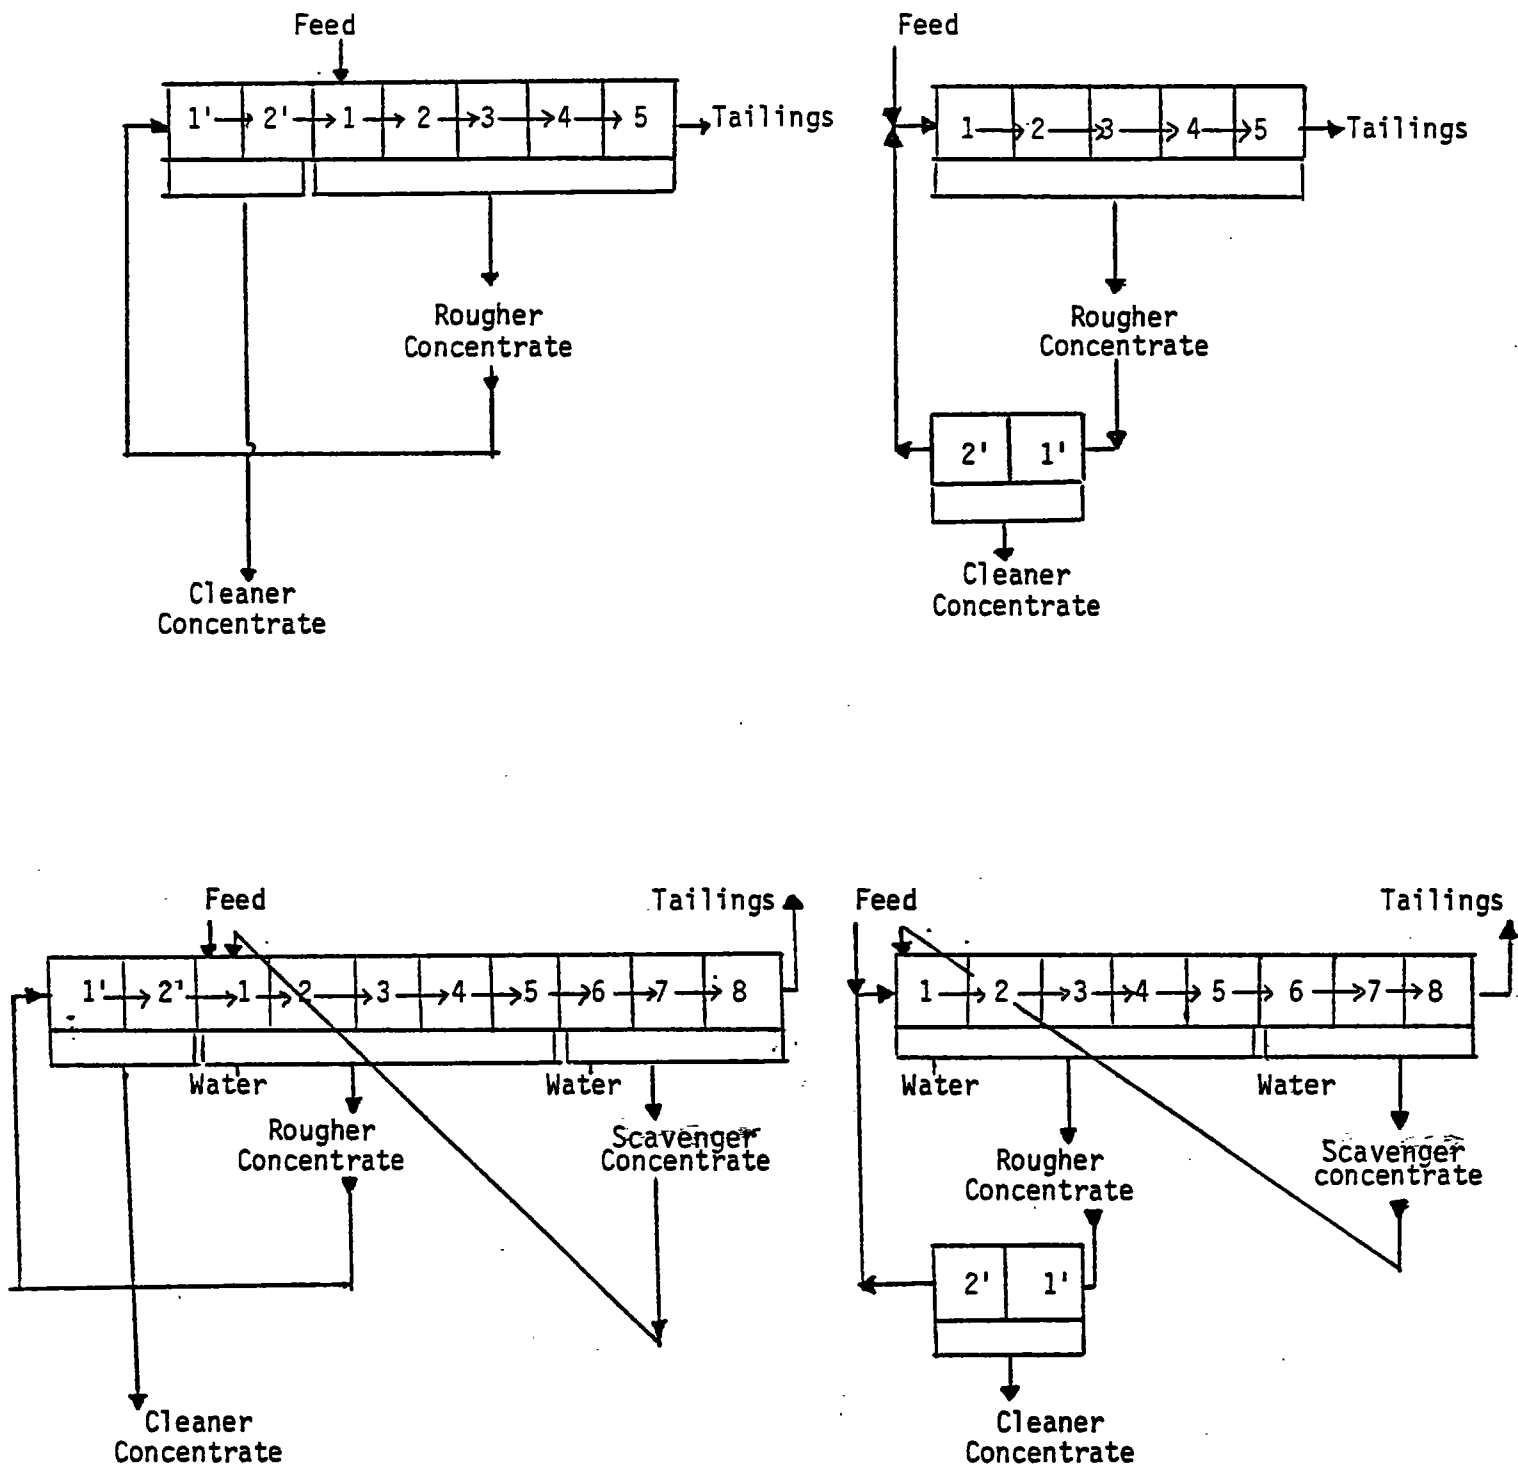 Feed
1' 2' 1 2 3 4 5 Tailings
Rougher
Concentrate
Cleaner
Concentrate
Feed
1 2 3 4 5 Tailings
Rougher
Concentrate
2' 1'
Cleaner
Concentrate
Feed
Tailings
1' 2' 1 2 3 4 5 6 7 8
Water
Water
Rougher
Concentrate
Scavenger
Concentrate
Cleaner
Concentrate
Feed
Tailings
1 2 3 4 5 6 7 8
Water
Water
Rougher
Concentrate
Scavenger
concentrate
2' 1'
Cleaner
Concentrate